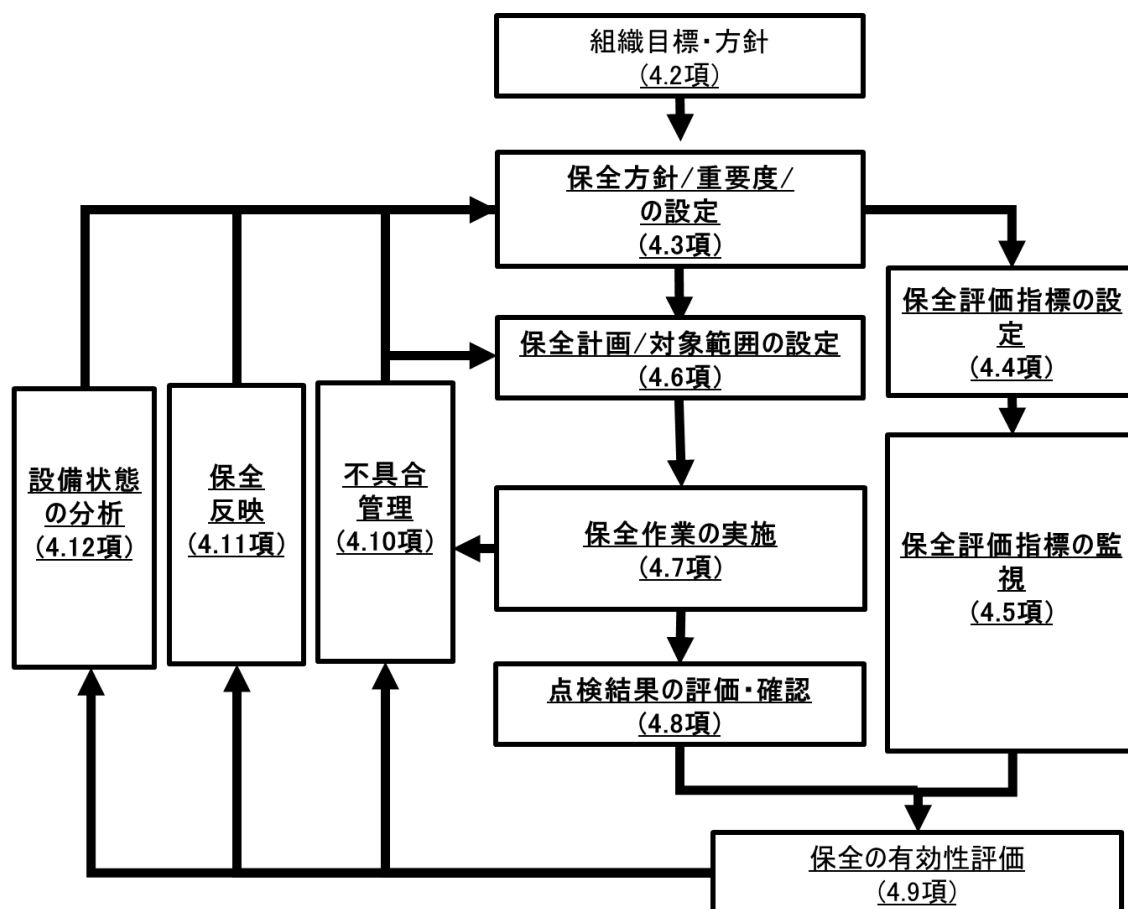 組織目標・方針
(4.2項)
保全方針/重要度/
の設定
(4.3項)
保全評価指標の設
定
(4.4項)
保全計画/対象範囲の設定
(4.6項)
設備状態
の分析
(4.12項)
保全
反映
(4.11項)
不具合
管理
(4.10項)
保全作業の実施
(4.7項)
保全評価指標の監
視
(4.5項)
点検結果の評価・確認
(4.8項)
保全の有効性評価
(4.9項)